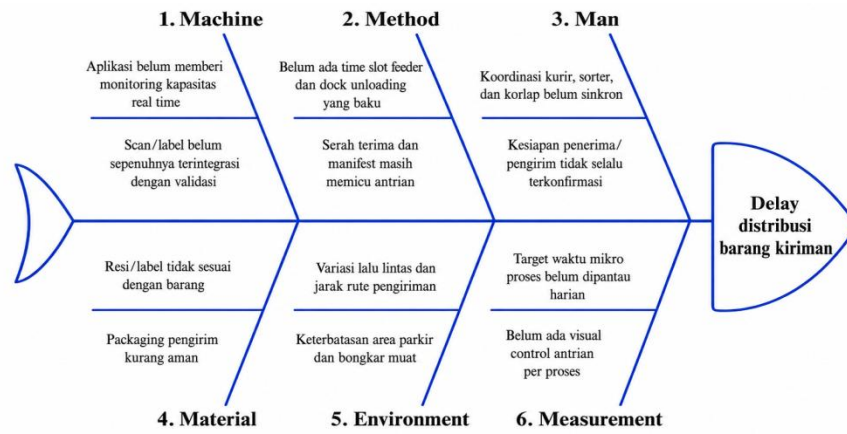 1. Machine
2. Method
3. Man
Aplikasi belum memberi
monitoring kapasitas
real time
Scan/label belum
sepenuhnya terintegrasi
dengan validasi
Belum ada time slot feeder
dan dock unloading
yang baku
Serah terima dan
manifest masih
memicu antrian
Koordinasi kurir, sorter,
dan korlap belum sinkron
Kesiapan penerima/
pengirim tidak selalu
terkonfirmasi
Delay
distribusi
barang kiriman
Resi/label tidak sesuai
dengan barang
Packaging pengirim
kurang aman
Variasi lalu lintas dan
jarak rute pengiriman
Keterbatasan area parkir
dan bongkar muat
Target waktu mikro
proses belum dipantau
harian
Belum ada visual
control antrian
per proses
4. Material
5. Environment
6. Measurement